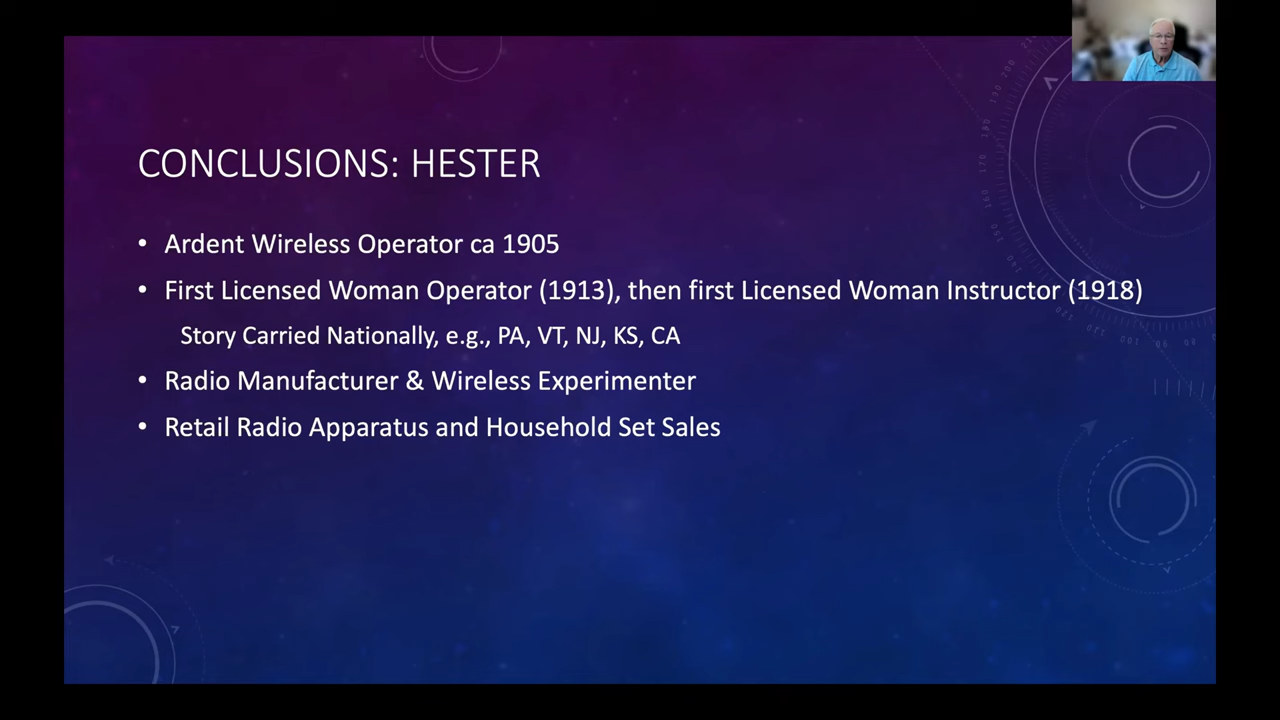 CONCLUSIONS: HESTER
• Ardent Wireless Operator ca 1905
• First Licensed Woman Operator (1913), then first Licensed Woman Instructor (1918)
Story Carried Nationally, e.g., PA, VT, NJ, KS, CA
• Radio Manufacturer & Wireless Experimenter
• Retail Radio Apparatus and Household Set Sales